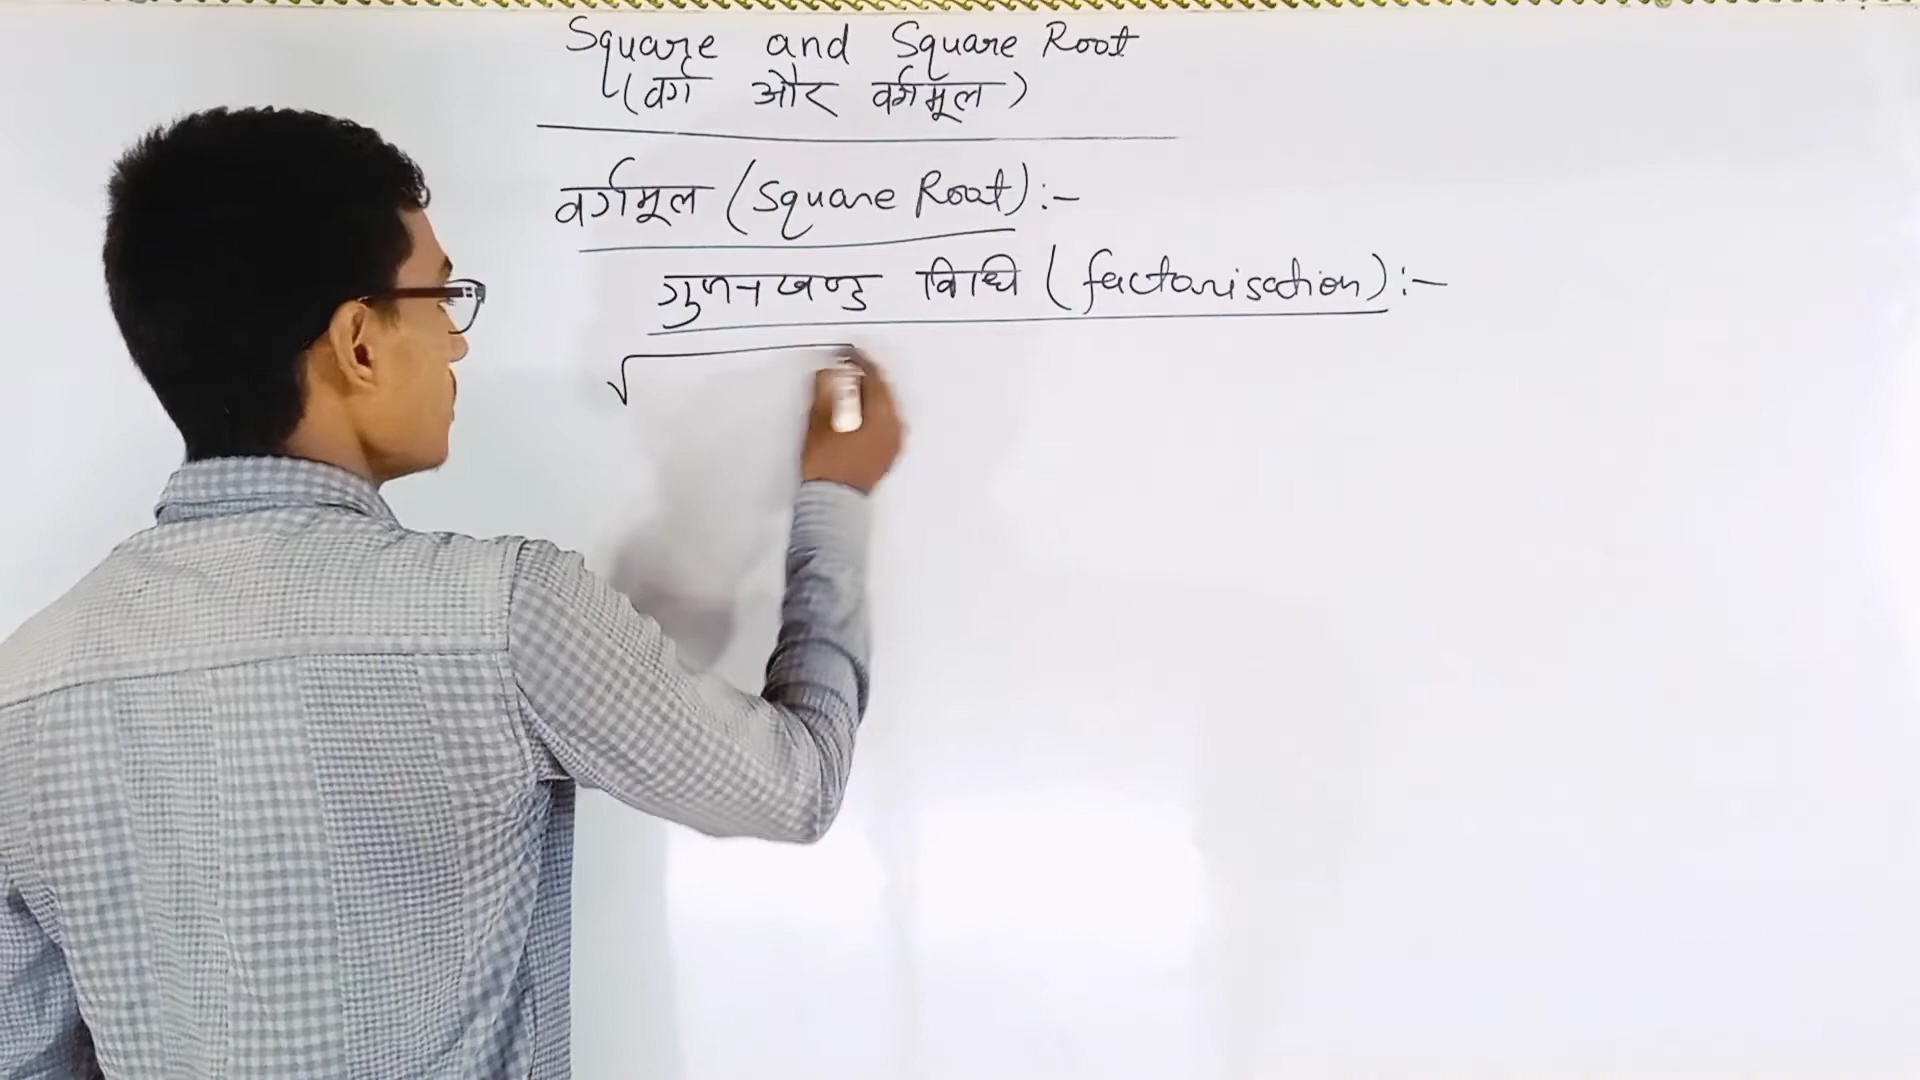 Square and Square Root
(वर्ग और वर्गमूल)
वर्गमूल (Square Root):-
गुणनखण्ड विधि (factorisation):-
√